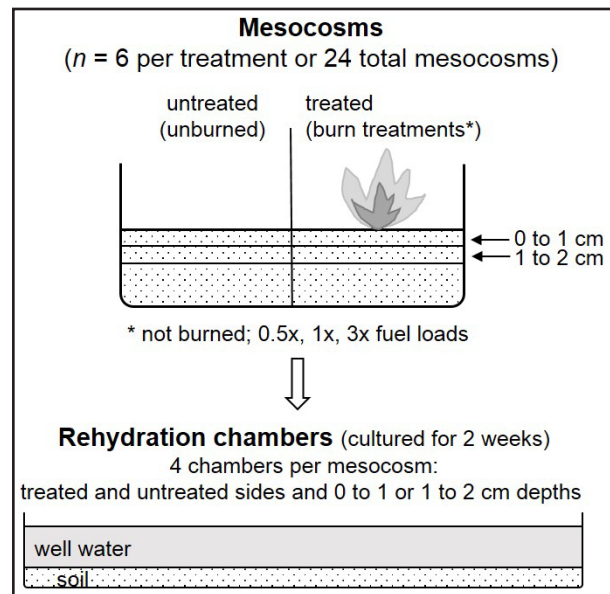 Mesocosms
(n = 6 per treatment or 24 total mesocosms)
untreated
(unburned)
treated
(burn treatments*)
0 to 1 cm
1 to 2 cm
* not burned; 0.5x, 1x, 3x fuel loads
Rehydration chambers (cultured for 2 weeks)
4 chambers per mesocosm:
treated and untreated sides and 0 to 1 or 1 to 2 cm depths
well water
soil